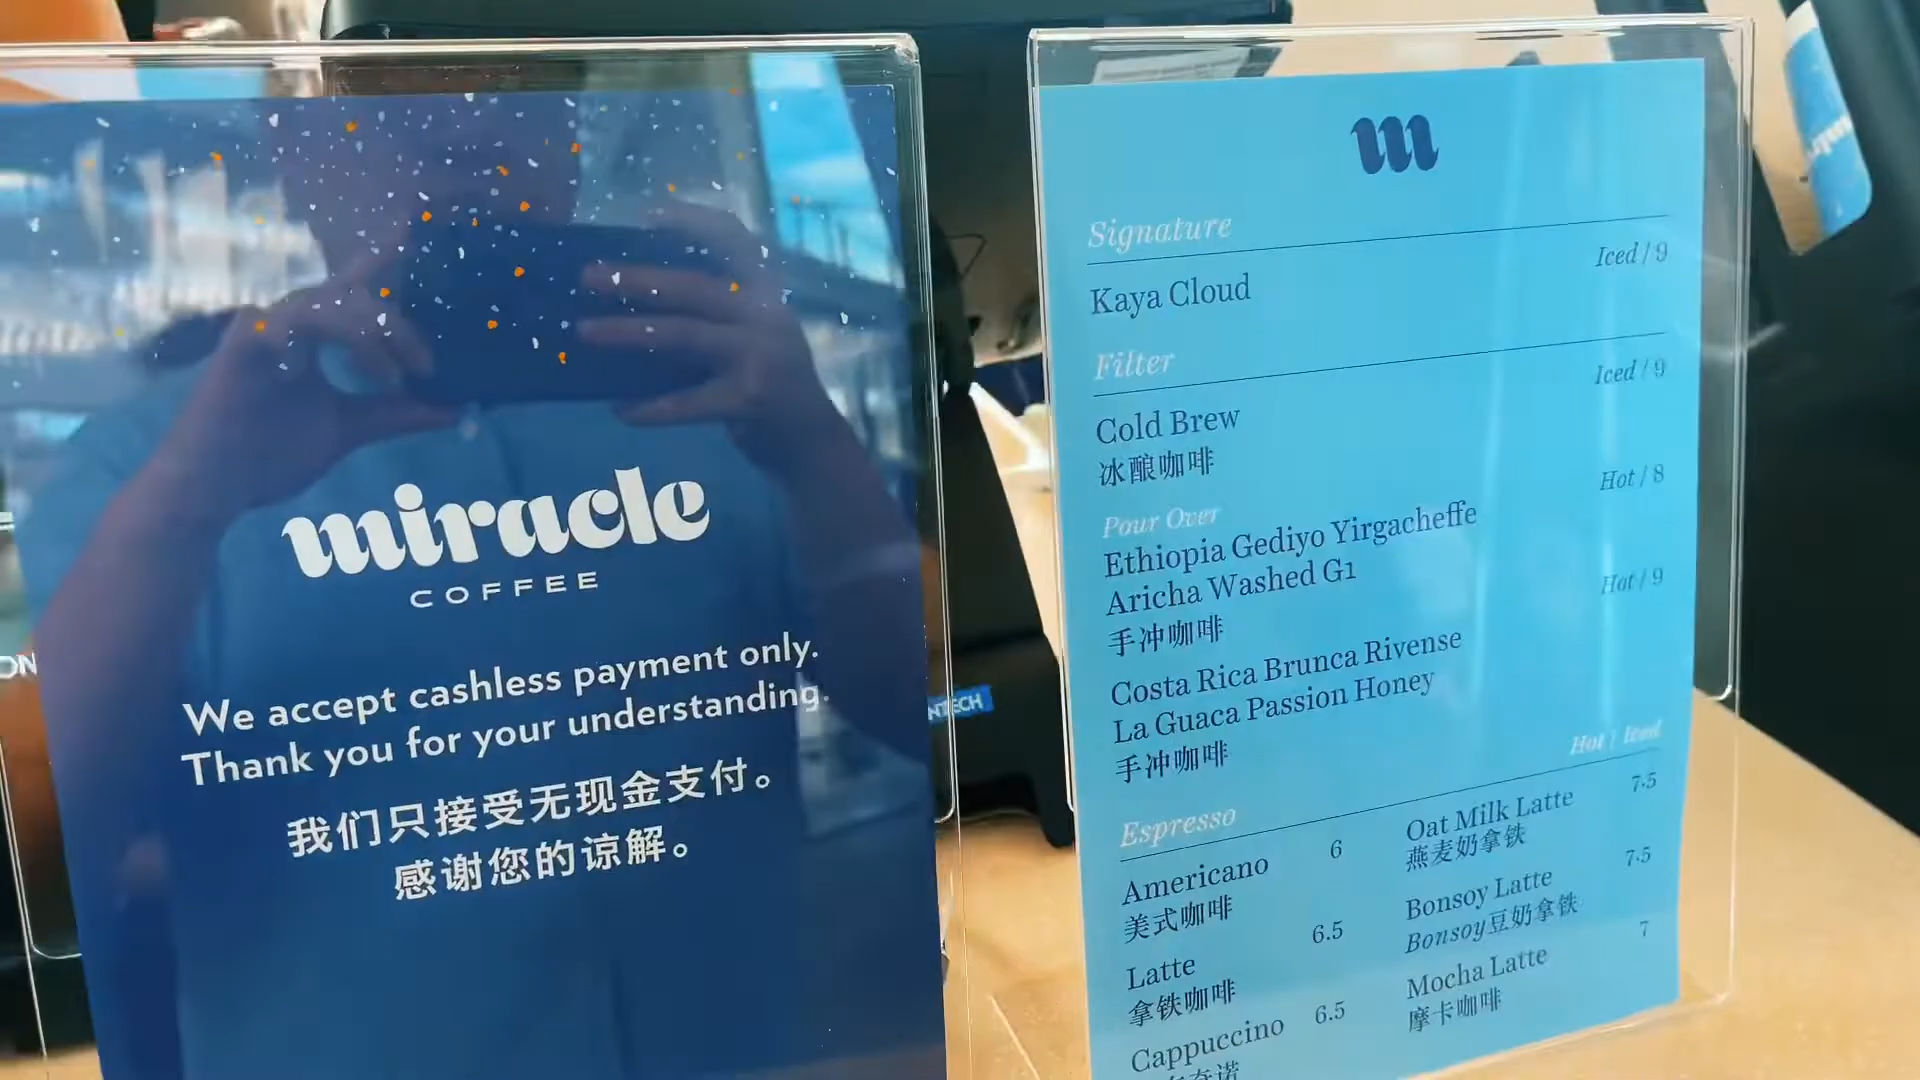 miracle
COFFEE
We accept cashless payment only.
Thank you for your understanding.
我们只接受无现金支付。
感谢您的谅解。
ON
NTECH
m
Signature
Iced / 9
Kaya Cloud
Filter
Iced / 9
Cold Brew
冰酿咖啡
Hot / 8
Pour Over
Ethiopia Gediyo Yirgacheffe
Aricha Washed G1
手冲咖啡
Hot / 9
Costa Rica Brunca Rivense
La Guaca Passion Honey
手冲咖啡
Hot / Iced
Espresso
Americano 6
美式咖啡
Latte 6.5
拿铁咖啡
Cappuccino 6.5
Oat Milk Latte 7.5
燕麦奶拿铁
Bonsoy Latte 7.5
Bonsoy豆奶拿铁
Mocha Latte 7
摩卡咖啡